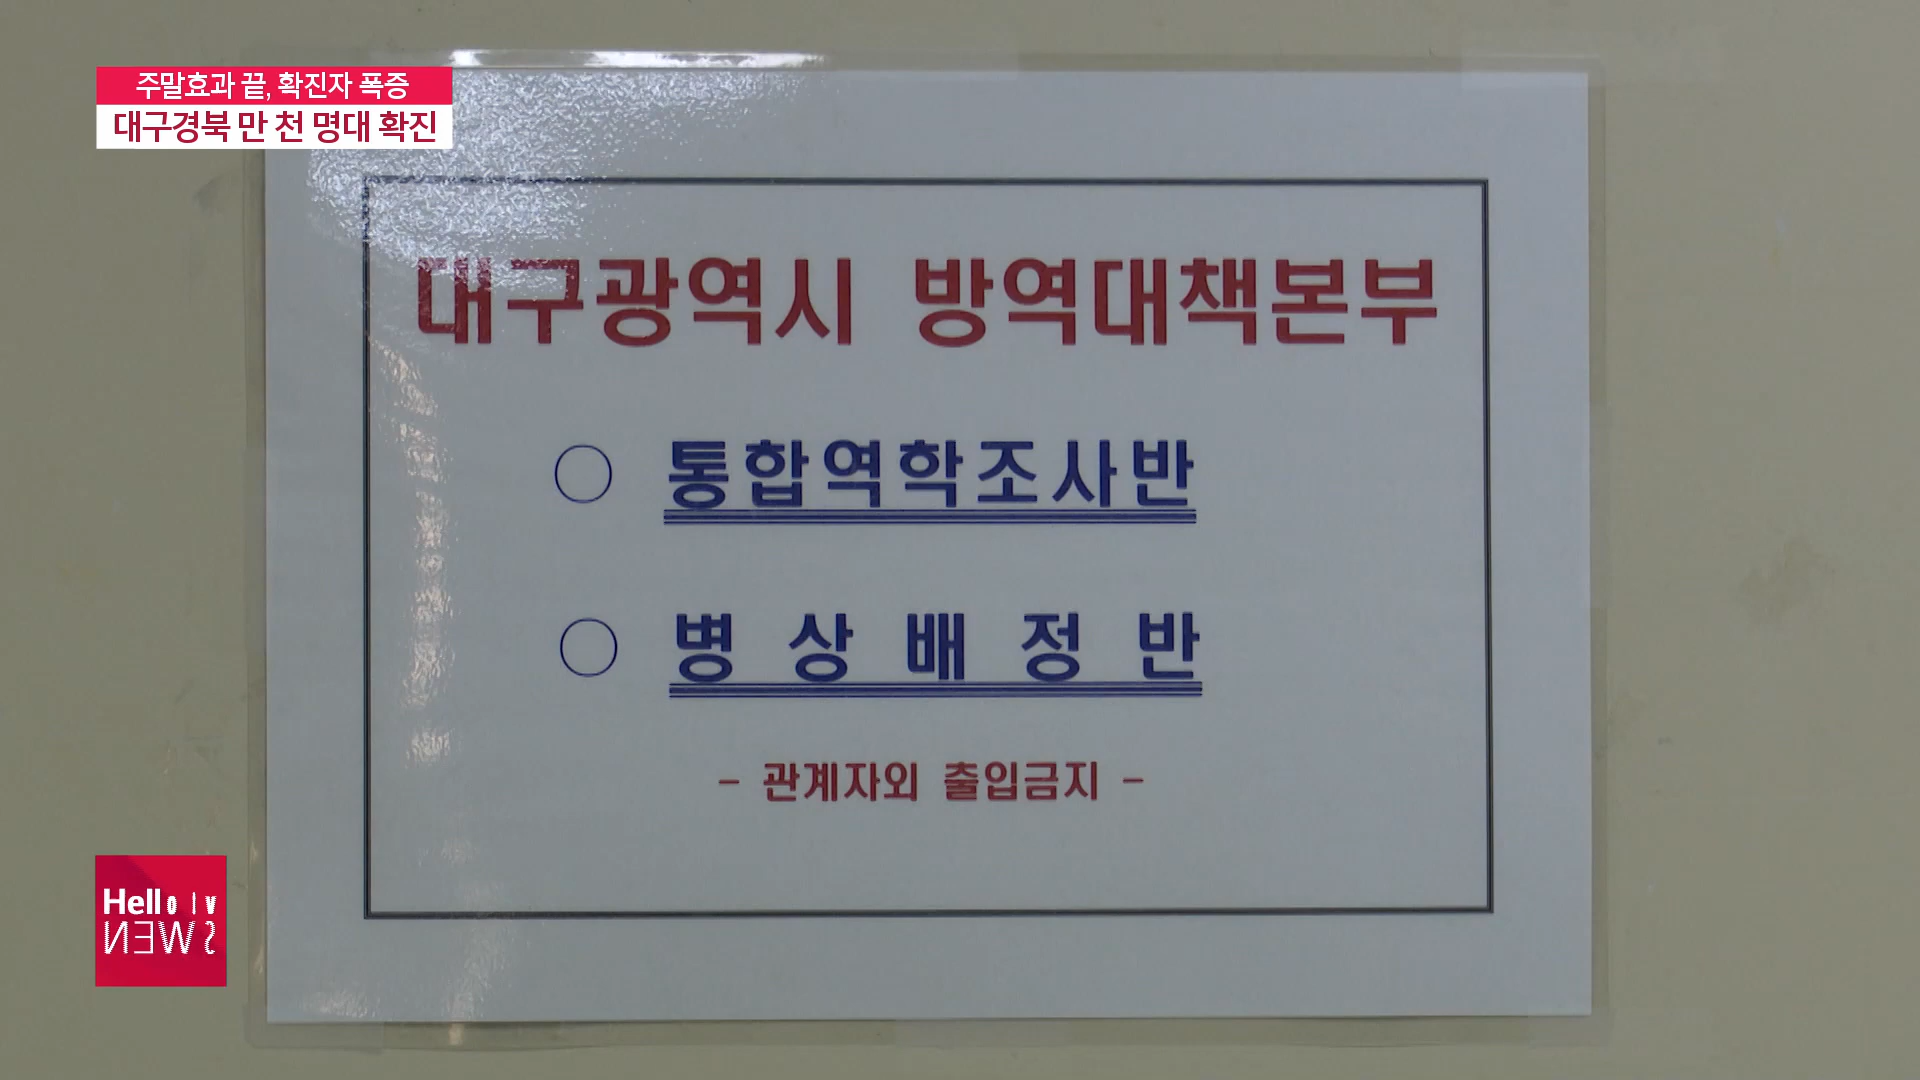 주말효과 끝, 확진자 폭증
대구경북 만 천 명대 확진
대구광역시 방역대책본부
○ 통합역학조사반
○ 병 상 배 정 반
- 관계자외 출입금지 -
Hello tv
NEWS